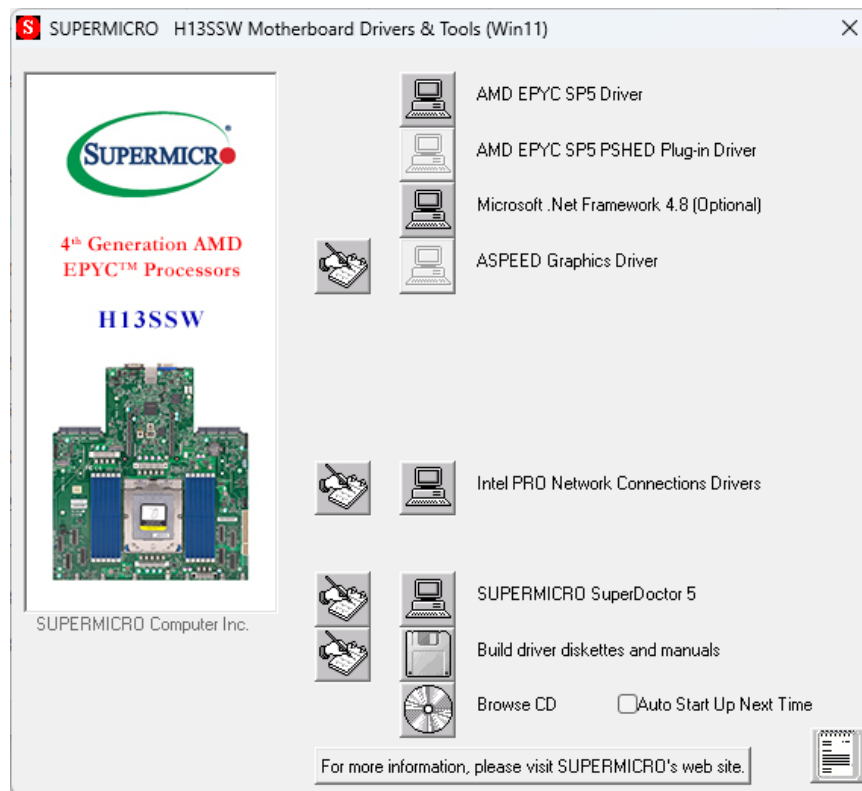 SUPERMICRO H13SSW Motherboard Drivers & Tools (Win11)
SUPERMICRO
4th Generation AMD
EPYC™ Processors
H13SSW
SUPERMICRO Computer Inc.
AMD EPYC SP5 Driver
AMD EPYC SP5 PSHED Plug-in Driver
Microsoft .Net Framework 4.8 (Optional)
ASPEED Graphics Driver
Intel PRO Network Connections Drivers
SUPERMICRO SuperDoctor 5
Build driver diskettes and manuals
Browse CD
Auto Start Up Next Time
For more information, please visit SUPERMICRO's web site.